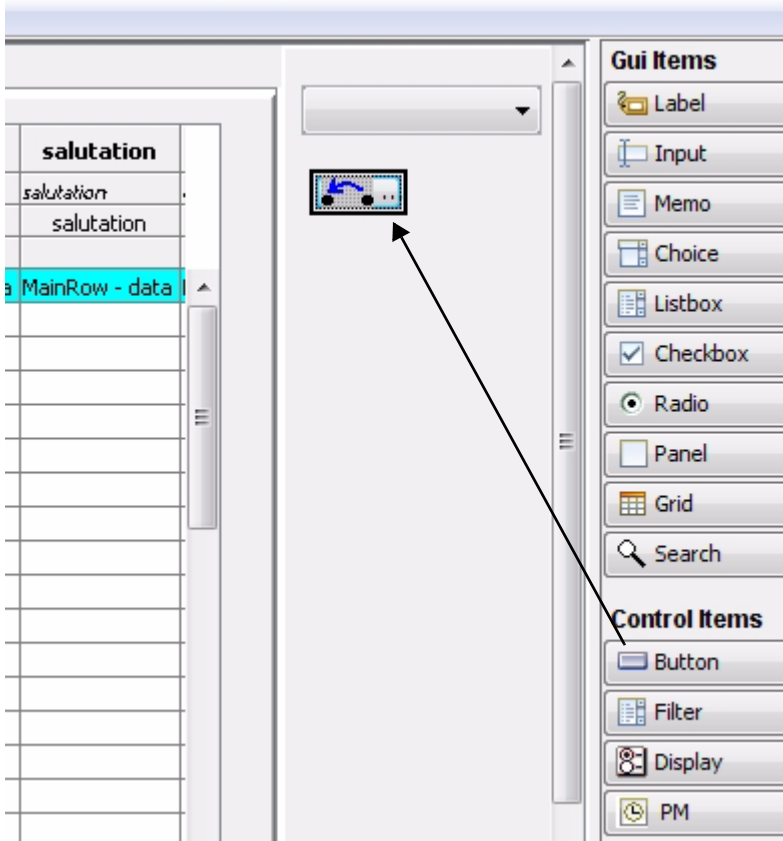 salutation
salutation
salutation
MainRow - data
Gui Items
Label
Input
Memo
Choice
Listbox
Checkbox
Radio
Panel
Grid
Search
Control Items
Button
Filter
Display
PM